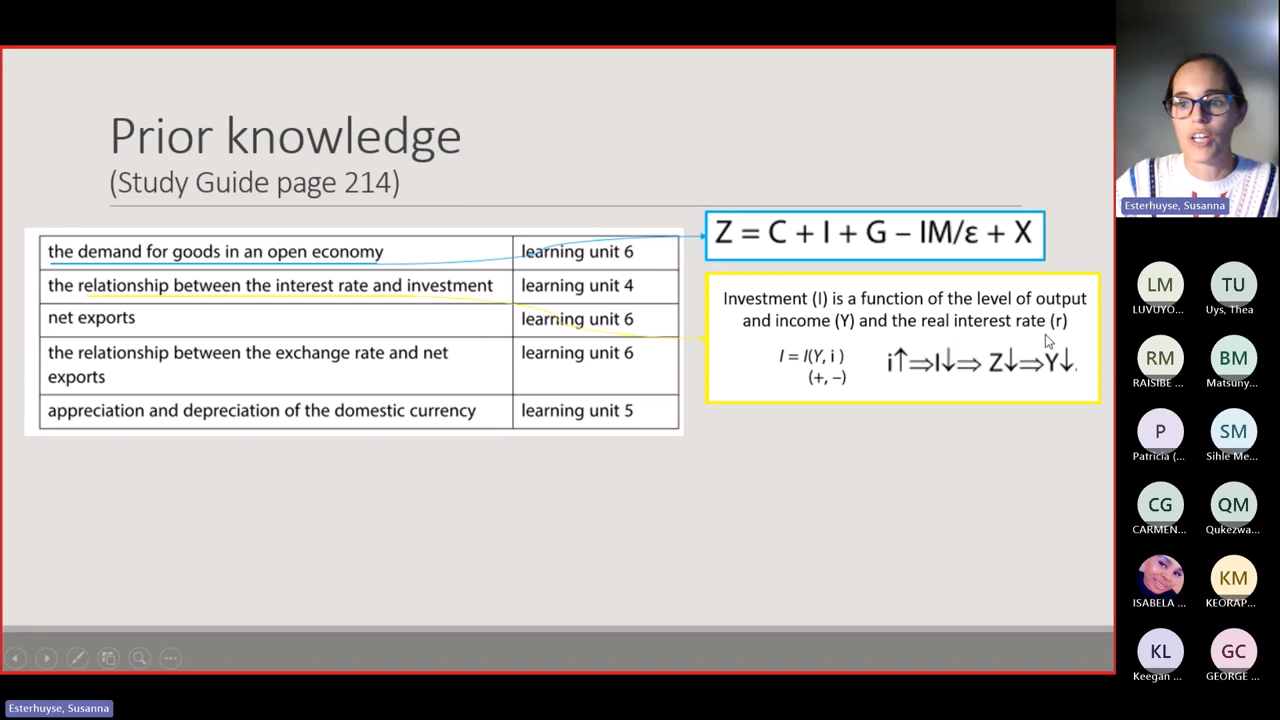 Prior knowledge
(Study Guide page 214)
the demand for goods in an open economy learning unit 6
the relationship between the interest rate and investment learning unit 4
net exports learning unit 6
the relationship between the exchange rate and net learning unit 6
exports
appreciation and depreciation of the domestic currency learning unit 5
Z = C + I + G – IM/ε + X
Investment (I) is a function of the level of output
and income (Y) and the real interest rate (r)
I = I(Y, i ) i↑⇒I↓⇒ Z↓⇒Y↓.
(+, –)
Esterhuyse, Susanna
LM TU
LUVUYO... Uys, Thea
RM BM
RAISIBE ... Matsuny...
P SM
Patricia (... Sihle Me...
CG QM
CARMEN... Qukezwa...
KM
ISABELA ... KEORAP...
KL GC
Keegan ... GEORGE ...
Esterhuyse, Susanna